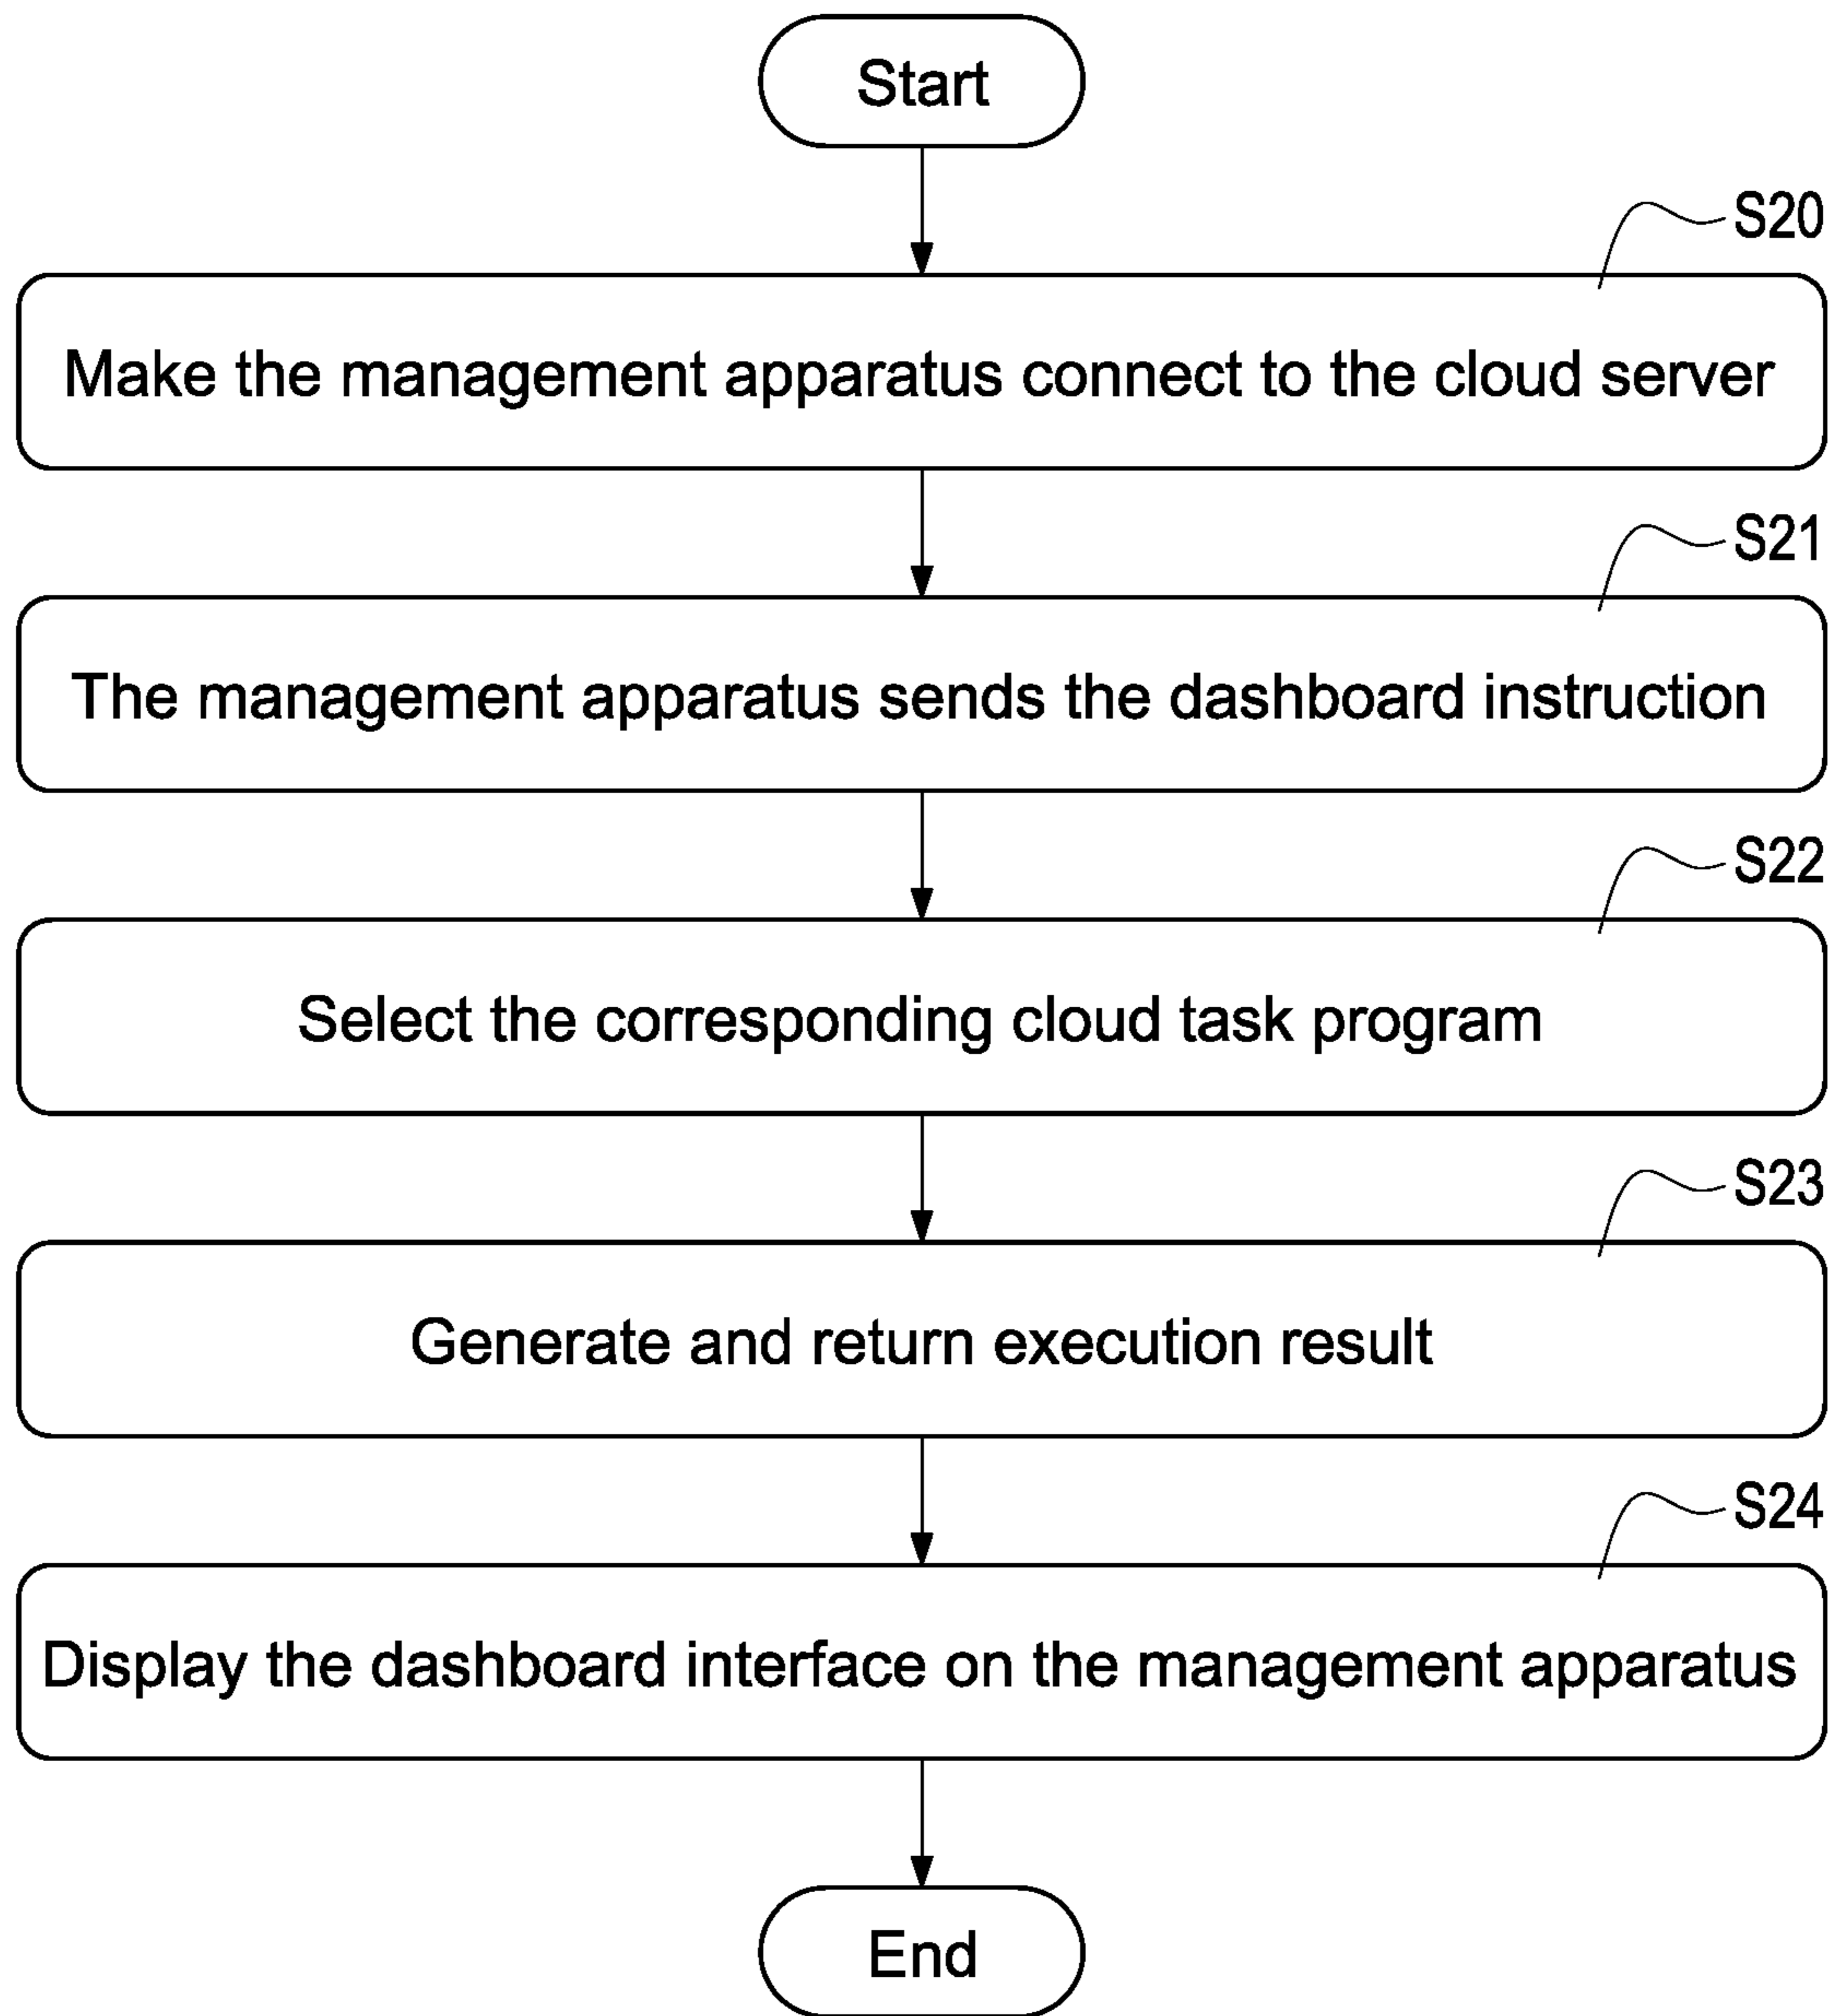 Start
S20
Make the management apparatus connect to the cloud server
S21
The management apparatus sends the dashboard instruction
S22
Select the corresponding cloud task program
S23
Generate and return execution result
S24
Display the dashboard interface on the management apparatus
End